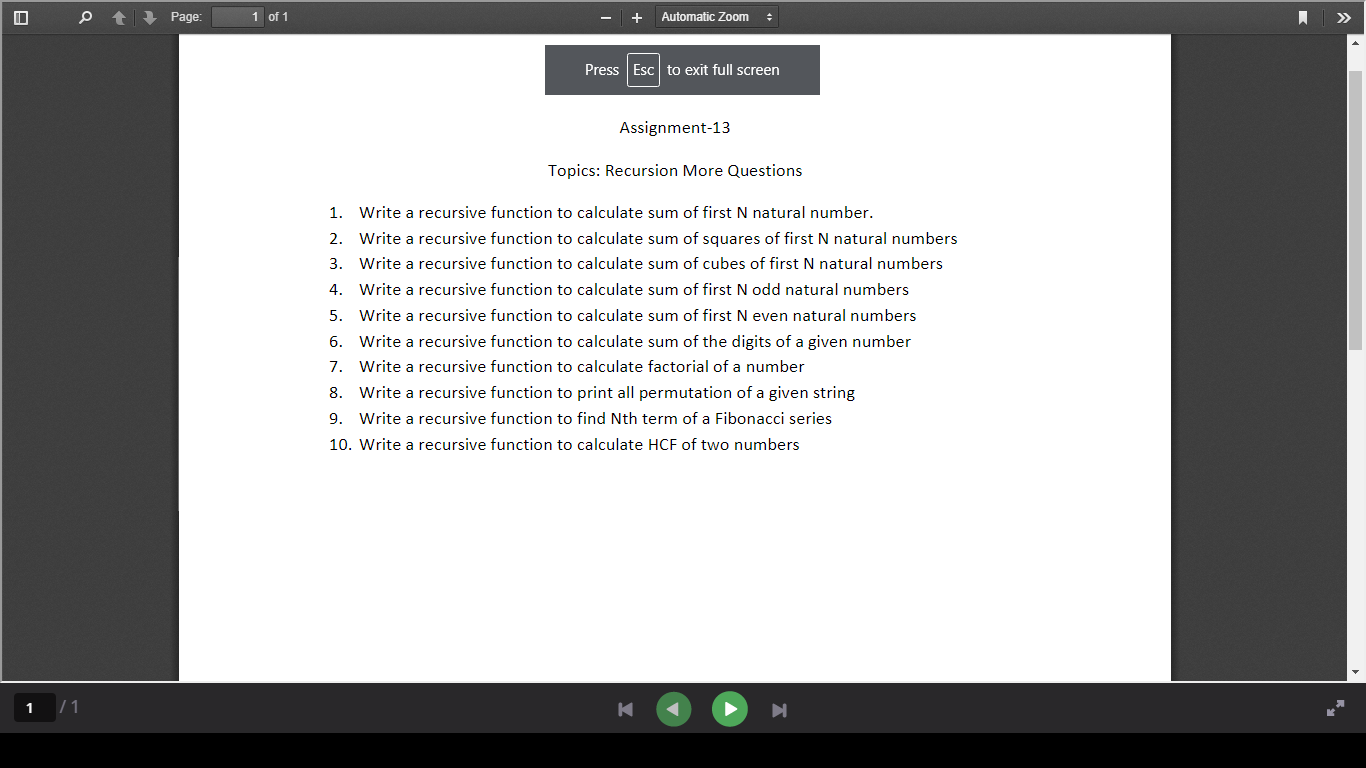 Page: 1 of 1 Automatic Zoom
Press Esc to exit full screen
Assignment-13
Topics: Recursion More Questions
1. Write a recursive function to calculate sum of first N natural number.
2. Write a recursive function to calculate sum of squares of first N natural numbers
3. Write a recursive function to calculate sum of cubes of first N natural numbers
4. Write a recursive function to calculate sum of first N odd natural numbers
5. Write a recursive function to calculate sum of first N even natural numbers
6. Write a recursive function to calculate sum of the digits of a given number
7. Write a recursive function to calculate factorial of a number
8. Write a recursive function to print all permutation of a given string
9. Write a recursive function to find Nth term of a Fibonacci series
10. Write a recursive function to calculate HCF of two numbers
1 / 1